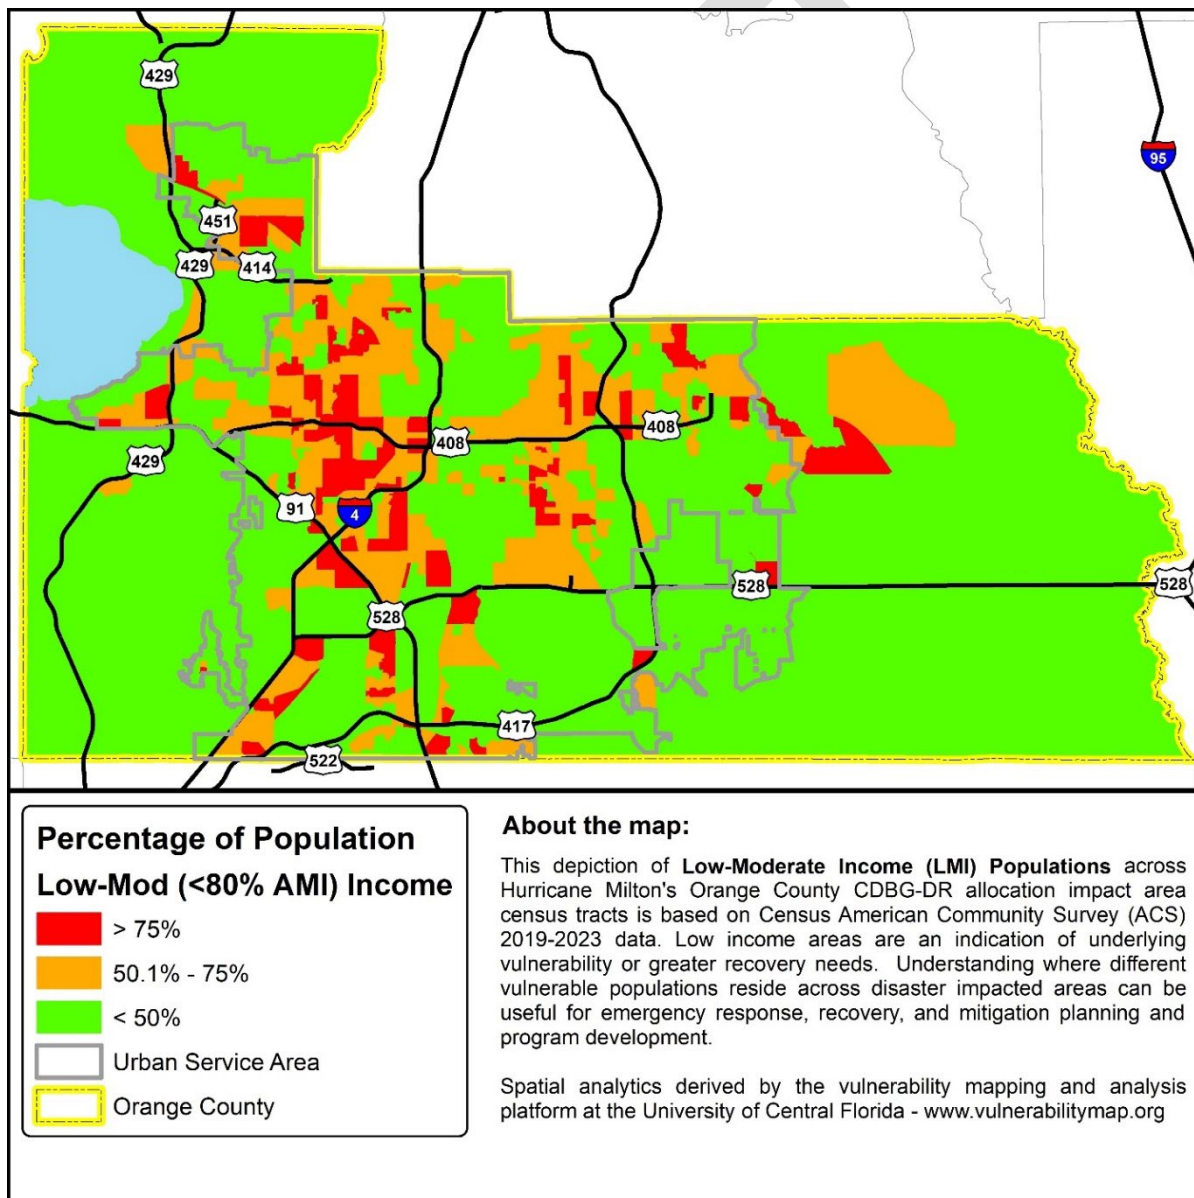 429
95
451
429
414
408
408
429
91
4
528
528
528
417
522
Percentage of Population
Low-Mod (<80% AMI) Income
> 75%
50.1% - 75%
< 50%
Urban Service Area
Orange County
About the map:
This depiction of Low-Moderate Income (LMI) Populations across
Hurricane Milton's Orange County CDBG-DR allocation impact area
census tracts is based on Census American Community Survey (ACS)
2019-2023 data. Low income areas are an indication of underlying
vulnerability or greater recovery needs. Understanding where different
vulnerable populations reside across disaster impacted areas can be
useful for emergency response, recovery, and mitigation planning and
program development.
Spatial analytics derived by the vulnerability mapping and analysis
platform at the University of Central Florida - www.vulnerabilitymap.org